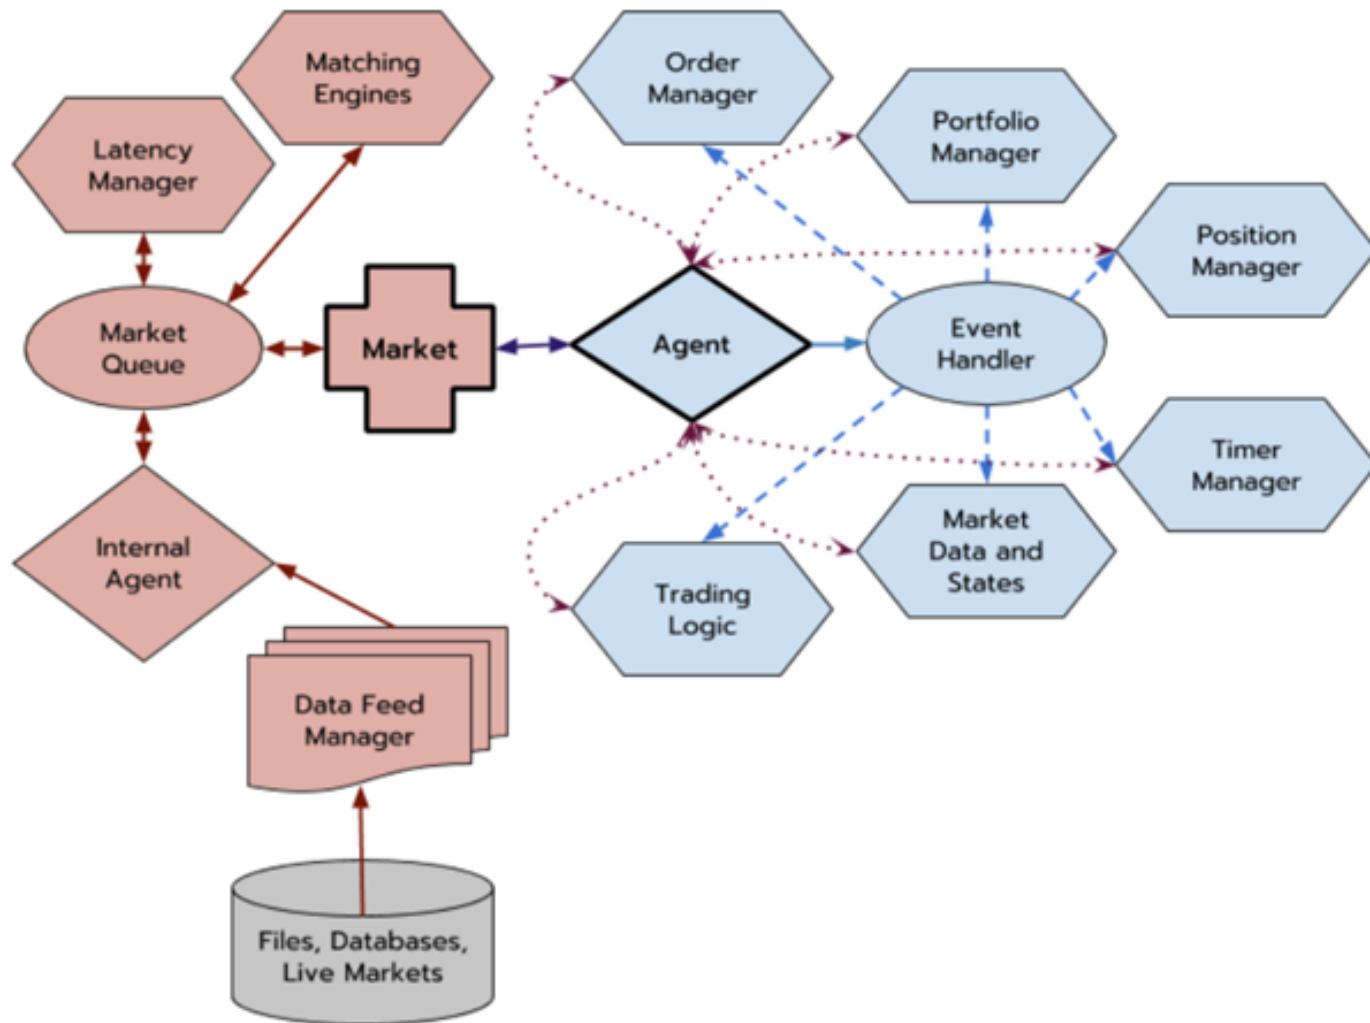 Matching
Engines
Order
Manager
Portfolio
Manager
Latency
Manager
Position
Manager
Market
Queue
Market
Agent
Event
Handler
Timer
Manager
Internal
Agent
Market
Data and
States
Trading
Logic
Data Feed
Manager
Files, Databases,
Live Markets